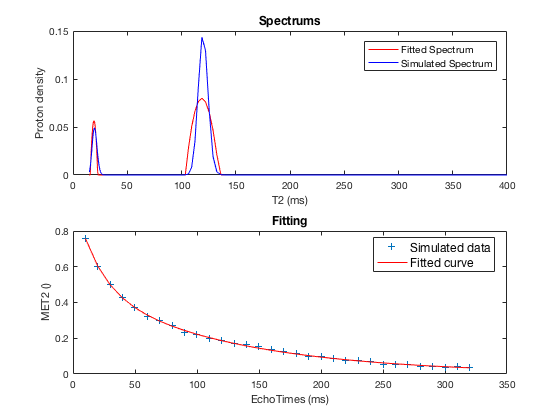 Spectrums
0.15
0.1
0.05
0
Proton density
Fitted Spectrum
Simulated Spectrum
0 50 100 150 200 250 300 350 400
T2 (ms)
Fitting
0.8
0.6
0.4
0.2
0
MET2 ()
Simulated data
Fitted curve
0 50 100 150 200 250 300 350
EchoTimes (ms)